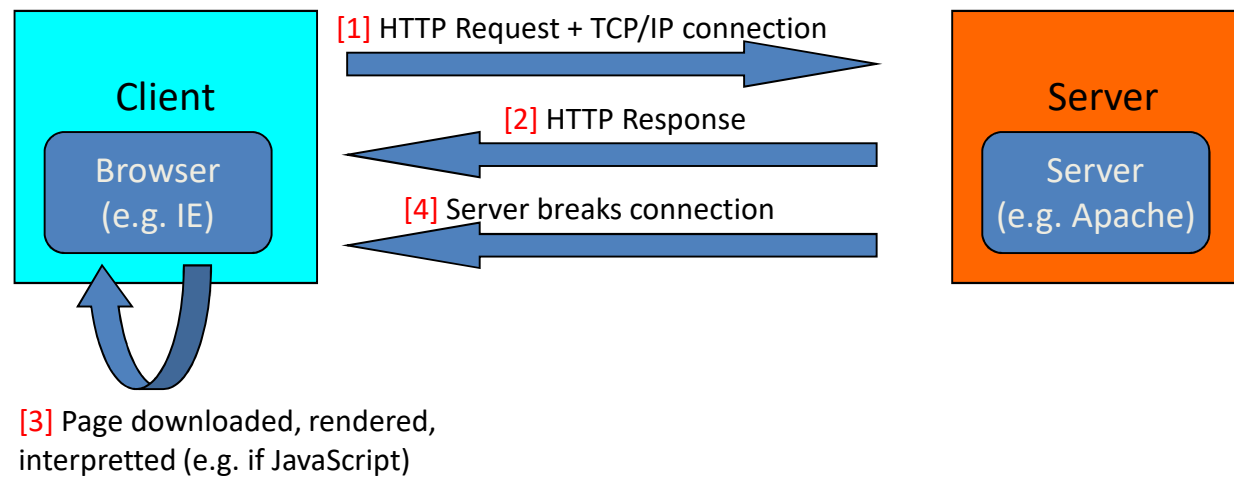 [1] HTTP Request + TCP/IP connection
Client
Server
[2] HTTP Response
Browser
(e.g. IE)
Server
(e.g. Apache)
[4] Server breaks connection
[3] Page downloaded, rendered,
interpretted (e.g. if JavaScript)